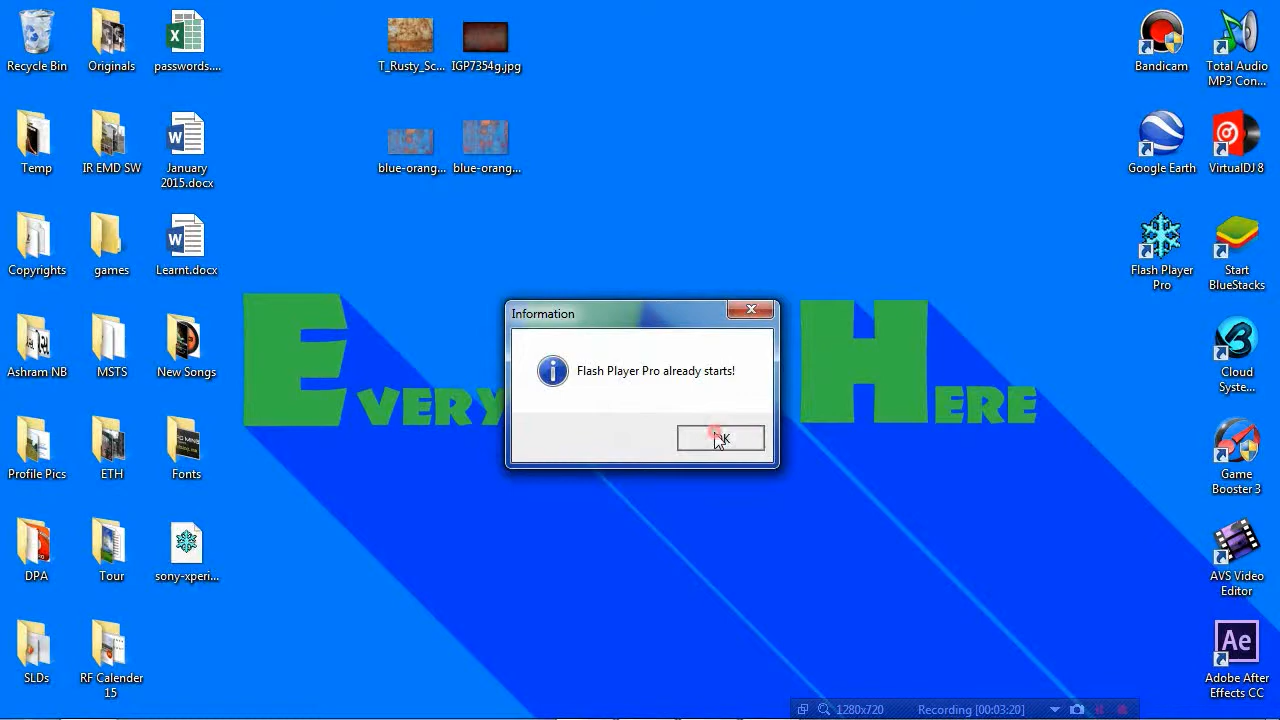 Recycle Bin
Originals
passwords....
T_Rusty_Sc...
IGP7354g.jpg
Bandicam
Total Audio
MP3 Con...
Temp
IR EMD SW
January
2015.docx
blue-orang...
blue-orang...
Google Earth
VirtualDJ 8
Copyrights
games
Learnt.docx
Flash Player
Pro
Start
BlueStacks
Information
Flash Player Pro already starts!
EVERY
HERE
Ashram NB
MSTS
New Songs
Cloud
Syste...
Profile Pics
ETH
Fonts
Game
Booster 3
DPA
Tour
sony-xperi...
AVS Video
Editor
SLDs
RF Calender
15
Ae
Adobe After
Effects CC
1280x720
Recording [00:03:20]